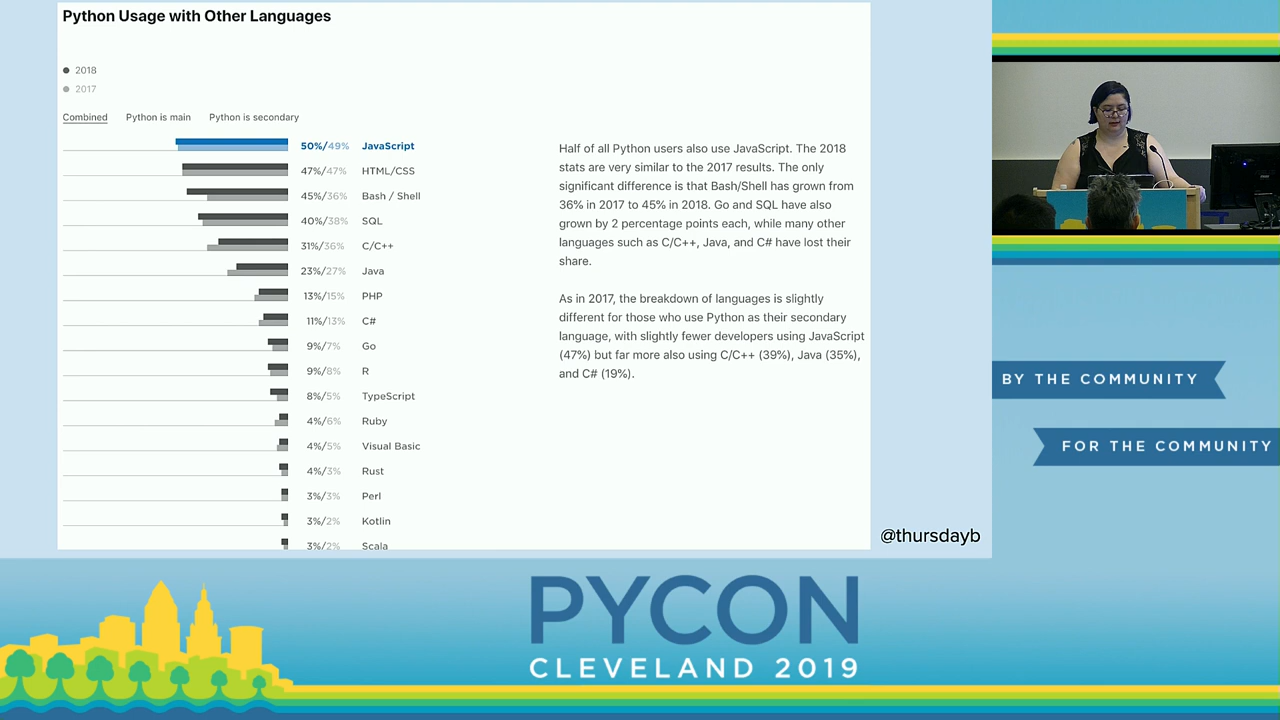 Python Usage with Other Languages
2018
2017
Combined Python is main Python is secondary
50%/49% JavaScript
47%/47% HTML/CSS
45%/36% Bash / Shell
40%/38% SQL
31%/36% C/C++
23%/27% Java
13%/15% PHP
11%/13% C#
9%/7% Go
9%/8% R
8%/5% TypeScript
4%/6% Ruby
4%/5% Visual Basic
4%/3% Rust
3%/3% Perl
3%/2% Kotlin
3%/2% Scala
Half of all Python users also use JavaScript. The 2018
stats are very similar to the 2017 results. The only
significant difference is that Bash/Shell has grown from
36% in 2017 to 45% in 2018. Go and SQL have also
grown by 2 percentage points each, while many other
languages such as C/C++, Java, and C# have lost their
share.
As in 2017, the breakdown of languages is slightly
different for those who use Python as their secondary
language, with slightly fewer developers using JavaScript
(47%) but far more also using C/C++ (39%), Java (35%),
and C# (19%).
@thursdayb
BY THE COMMUNITY
FOR THE COMMUNITY
PYCON
CLEVELAND 2019